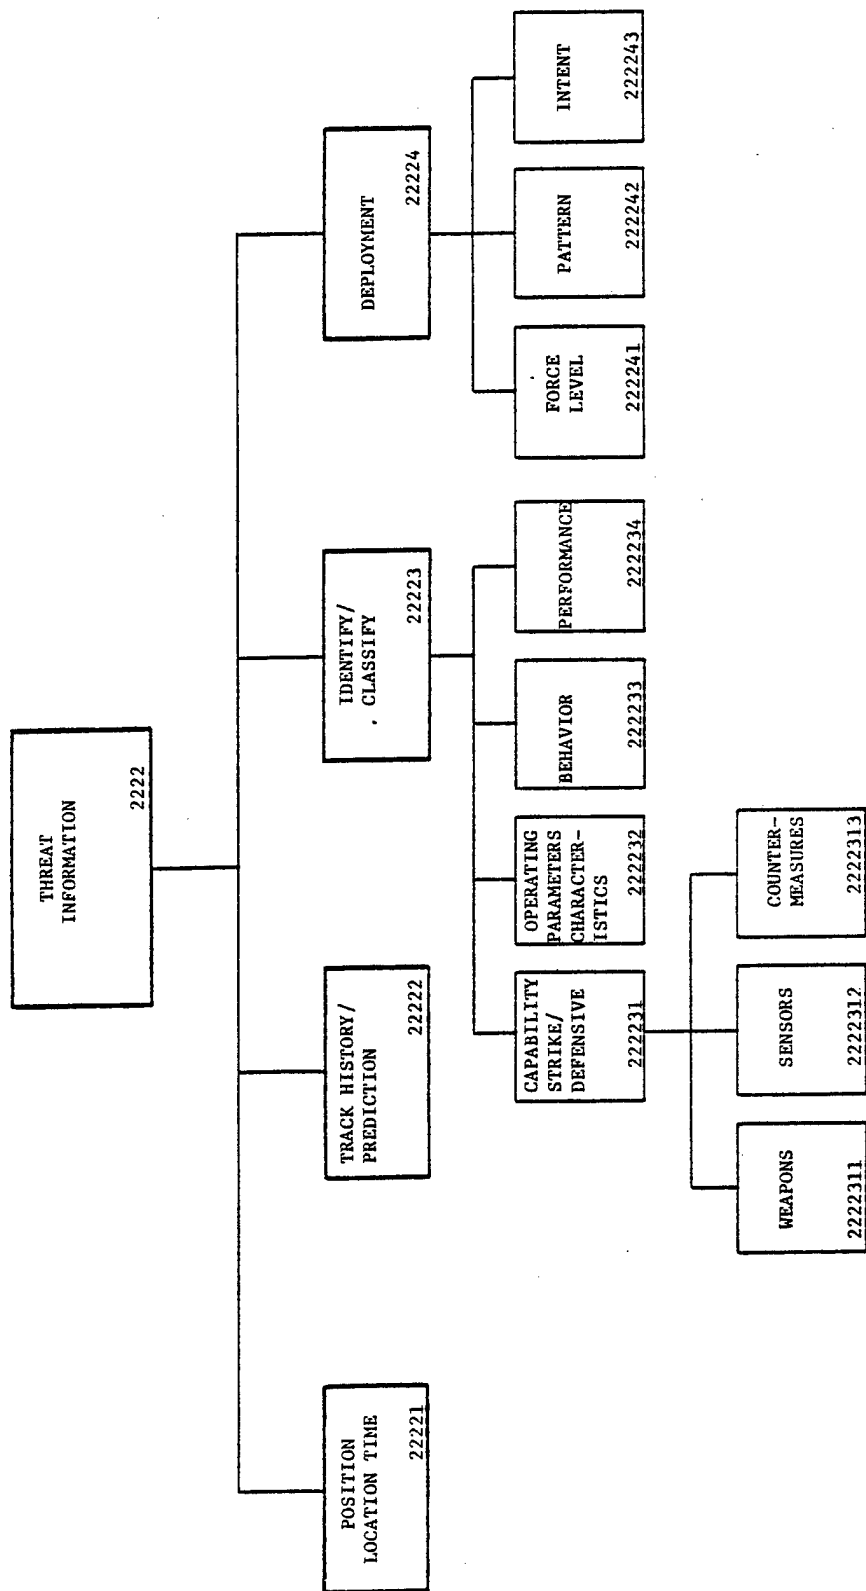 THREAT
INFORMATION
2222
POSITION
LOCATION TIME
22221
TRACK HISTORY/
PREDICTION
22222
IDENTIFY/
CLASSIFY
22223
DEPLOYMENT
22224
CAPABILITY
STRIKE/
DEFENSIVE
222231
OPERATING
PARAMETERS
CHARACTER-
ISTICS
222232
BEHAVIOR
222233
PERFORMANCE
222234
FORCE
LEVEL
222241
PATTERN
222242
INTENT
222243
WEAPONS
2222311
SENSORS
2222312
COUNTER-
MEASURES
2222313